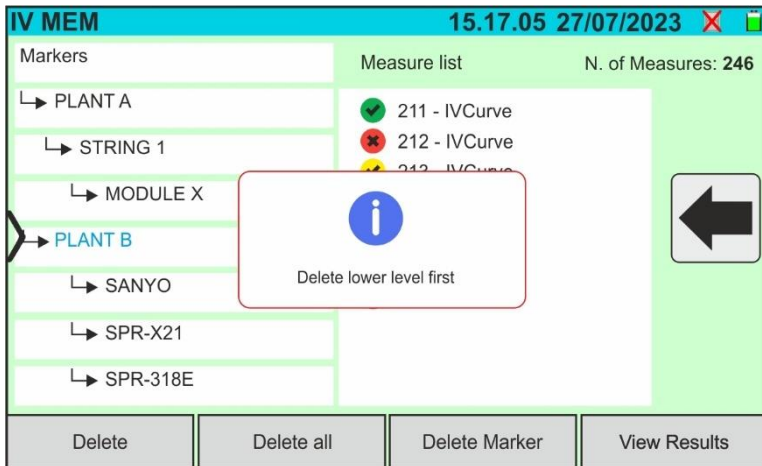 IV MEM 15.17.05 27/07/2023
Markers
Measure list N. of Measures: 246
PLANT A
STRING 1
MODULE X
PLANT B
SANYO
SPR-X21
SPR-318E
211 - IVCurve
212 - IVCurve
213 - IVCurve
i
Delete lower level first
Delete Delete all Delete Marker View Results